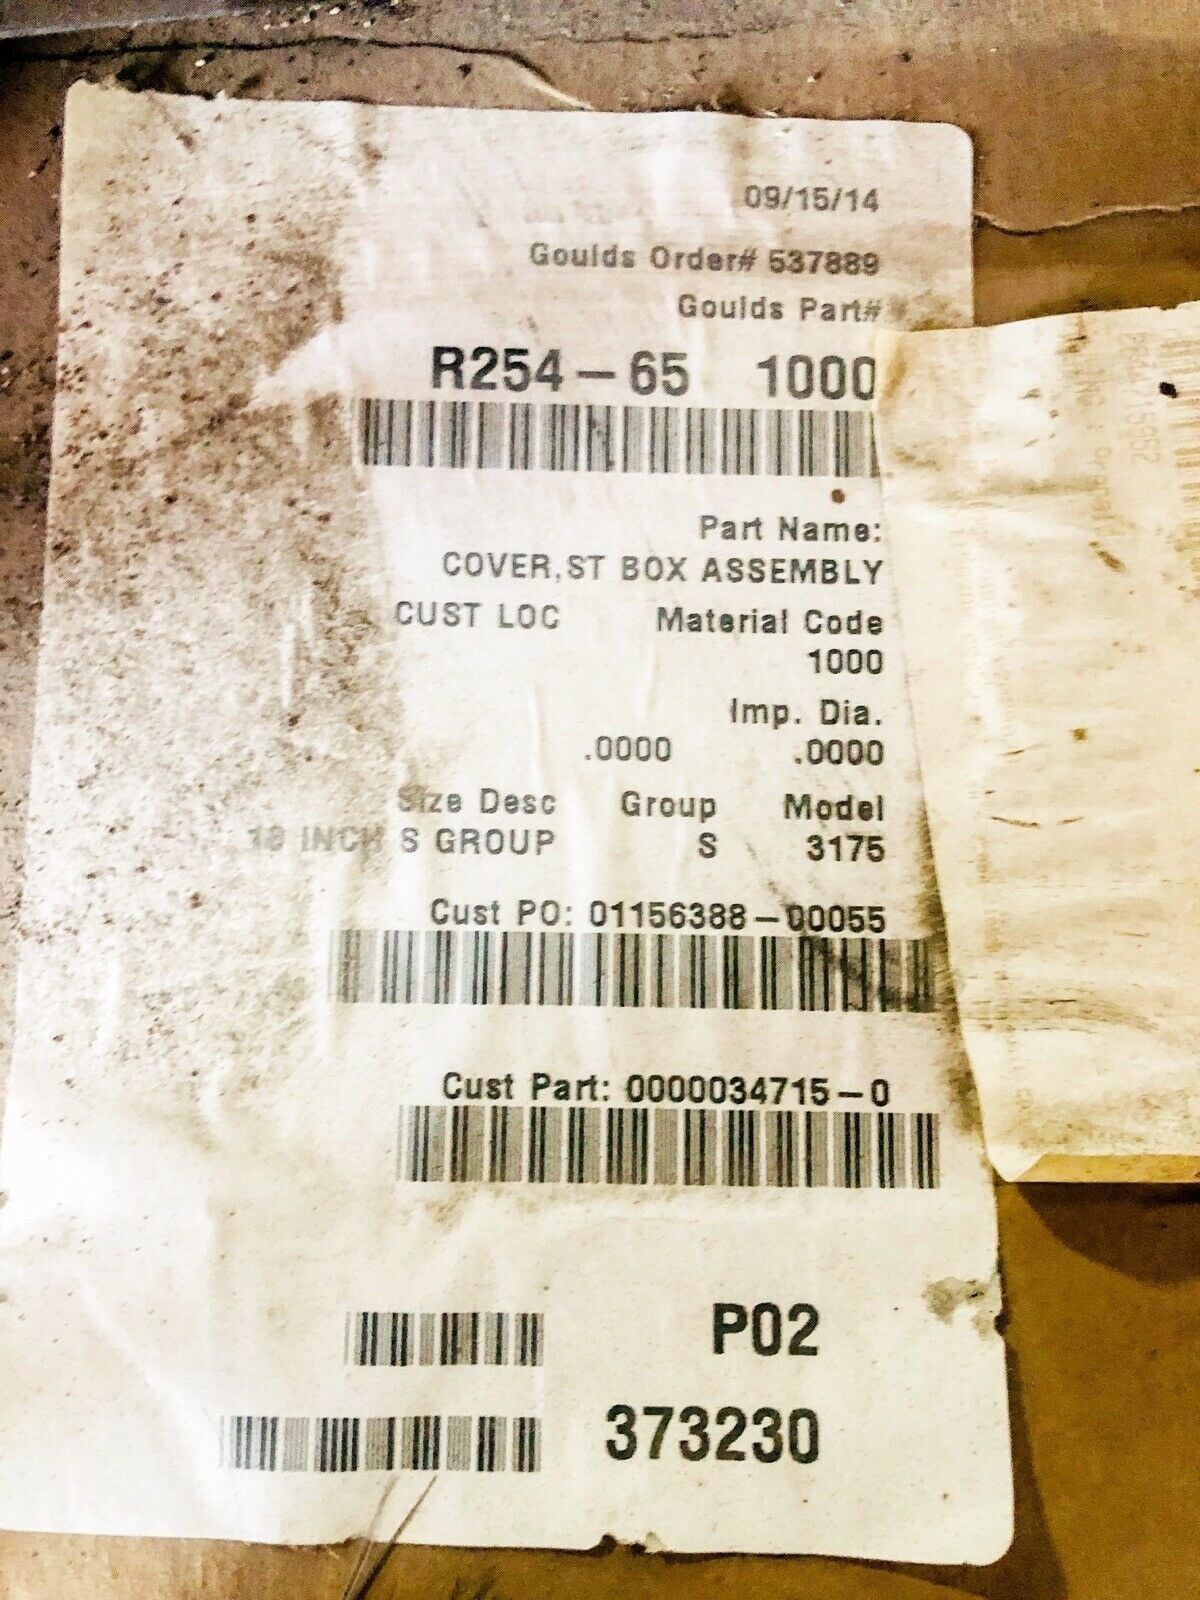 09/15/14
Goulds Order# 537889
Goulds Part#
R254-65 1000
Part Name:
COVER,ST BOX ASSEMBLY
CUST LOC Material Code
1000
Imp. Dia.
.0000 .0000
Size Desc Group Model
INCH S GROUP S 3175
Cust PO: 01156388-00055
Cust Part: 0000034715-0
P02
373230